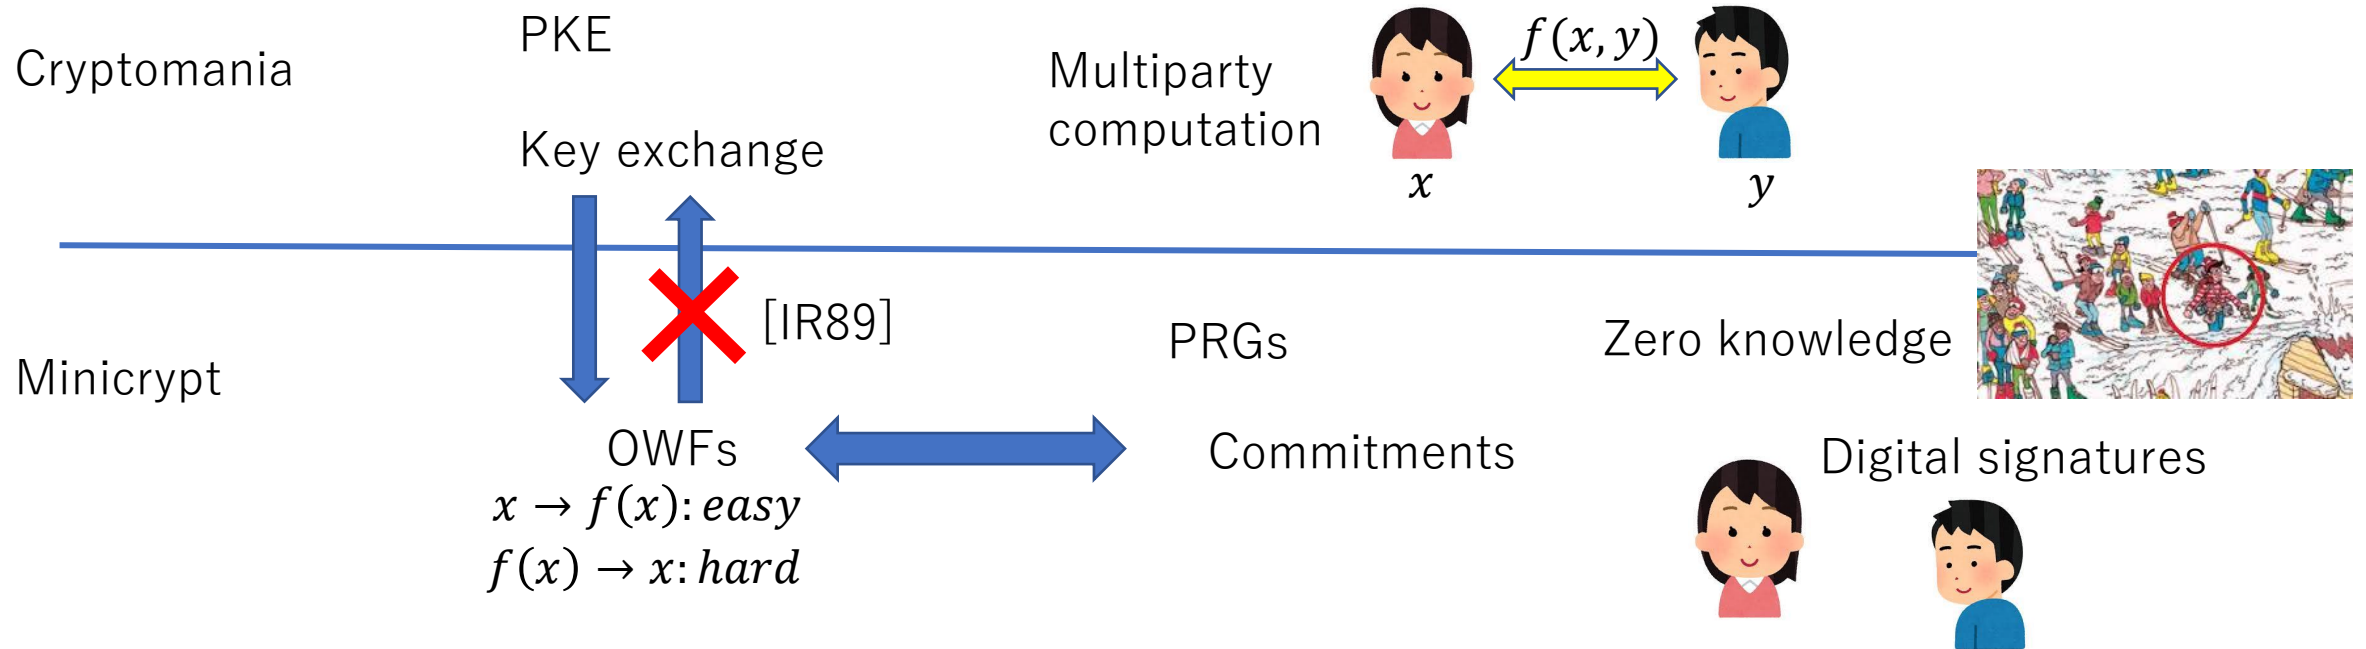 Cryptomania
PKE
Key exchange
Multiparty
computation
f(x, y)
x
y
Minicrypt
[IR89]
PRGs
Zero knowledge
OWFs
x → f(x): easy
f(x) → x: hard
Commitments
Digital signatures